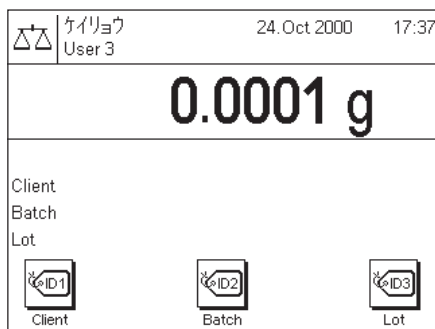 ケイリョウ 24.Oct 2000 17:37
User 3
0.0001 g
Client
Batch
Lot
ID1 ID2 ID3
Client Batch Lot